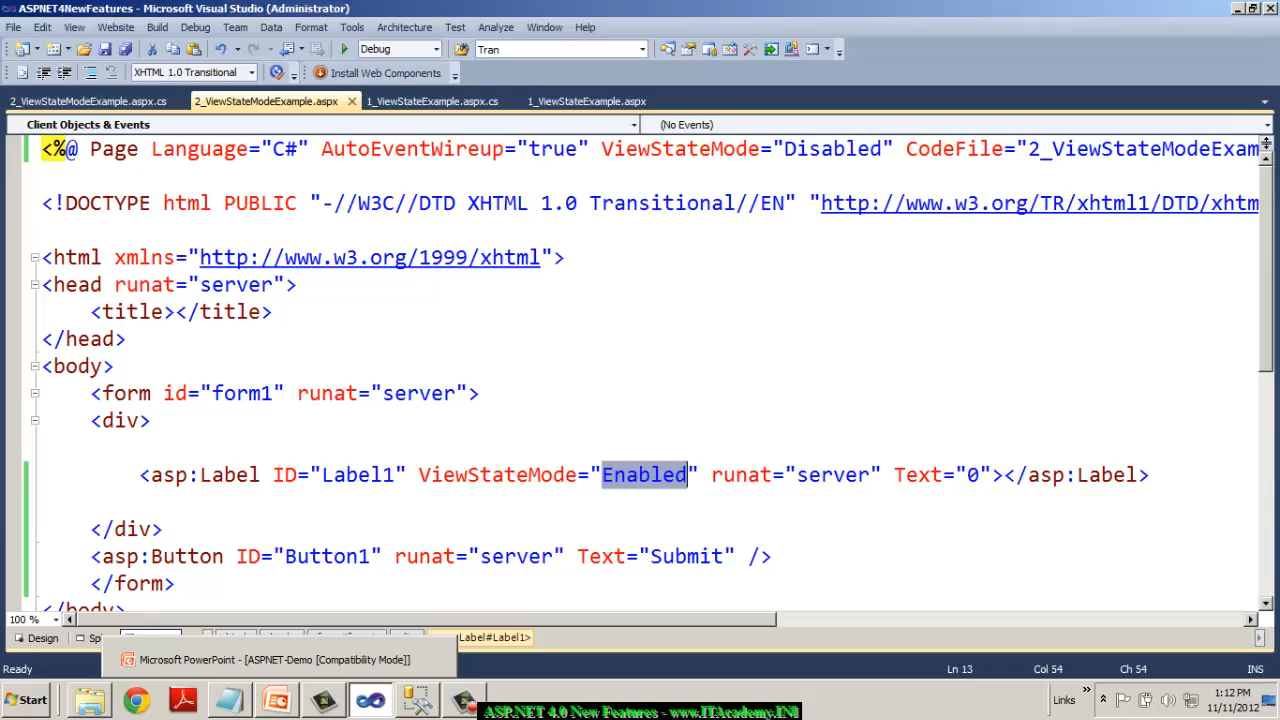 ASPNET4NewFeatures - Microsoft Visual Studio (Administrator)
File Edit View Website Build Debug Team Data Format Tools Architecture Test Analyze Window Help
Debug Tran
XHTML 1.0 Transitional Install Web Components
2_ViewStateModeExample.aspx.cs 2_ViewStateModeExample.aspx 1_ViewStateExample.aspx.cs 1_ViewStateExample.aspx
Client Objects & Events (No Events)
<%@ Page Language="C#" AutoEventWireup="true" ViewStateMode="Disabled" CodeFile="2_ViewStateModeExam
<!DOCTYPE html PUBLIC "-//W3C//DTD XHTML 1.0 Transitional//EN" "http://www.w3.org/TR/xhtml1/DTD/xhtm
<html xmlns="http://www.w3.org/1999/xhtml">
<head runat="server">
<title></title>
</head>
<body>
<form id="form1" runat="server">
<div>
<asp:Label ID="Label1" ViewStateMode="Enabled" runat="server" Text="0"></asp:Label>
</div>
<asp:Button ID="Button1" runat="server" Text="Submit" />
</form>
</body>
100 %
Design Sp Label#Label1>
Microsoft PowerPoint - [ASPNET-Demo [Compatibility Mode]]
Ready Ln 13 Col 54 Ch 54 INS
Start Links 1:12 PM
11/11/2012
ASP.NET 4.0 New Features - www.ITAcademy.INI